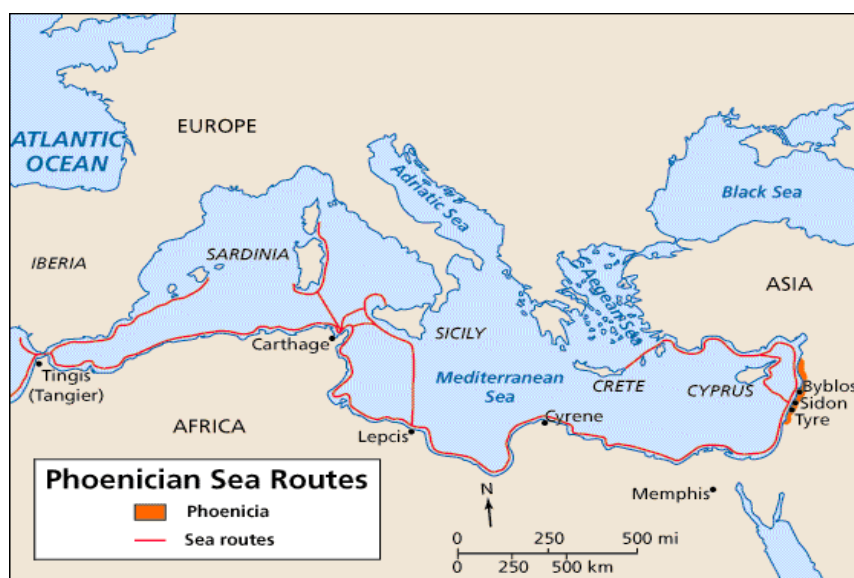 EUROPE
ATLANTIC
OCEAN
Adriatic Sea
Black Sea
IBERIA
SARDINIA
Aegean Sea
ASIA
SICILY
Carthage
Tingis
(Tangier)
Mediterranean
Sea
CRETE
CYPRUS
Byblos
Sidon
Tyre
AFRICA
Lepcis
Cyrene
Memphis
Phoenician Sea Routes
Phoenicia
Sea routes
N
0 250 500 mi
0 250 500 km